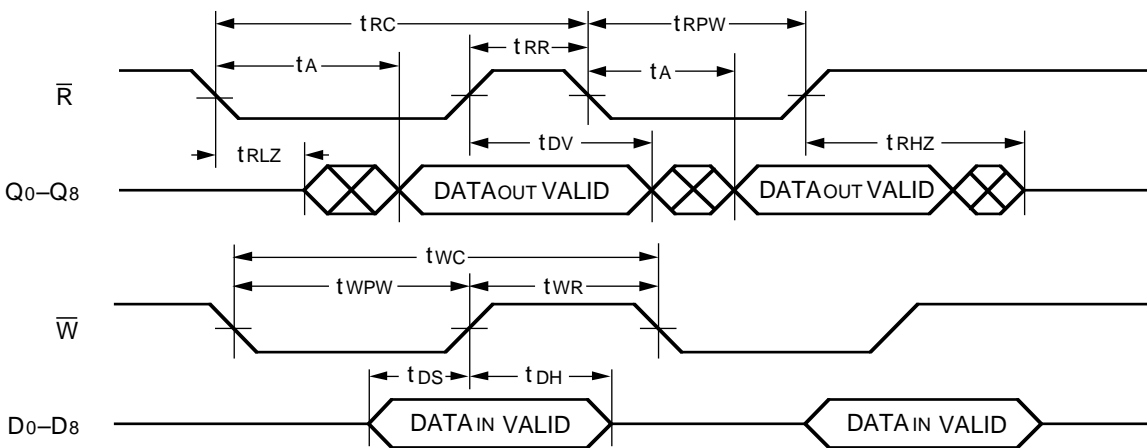 tRC tRPW
tRR
tA tA
R̅
tDV
tRLZ tRHZ
Q0–Q8 DATAOUT VALID DATAOUT VALID
tWC
tWPW tWR
W̅
tDS tDH
D0–D8 DATAIN VALID DATAIN VALID